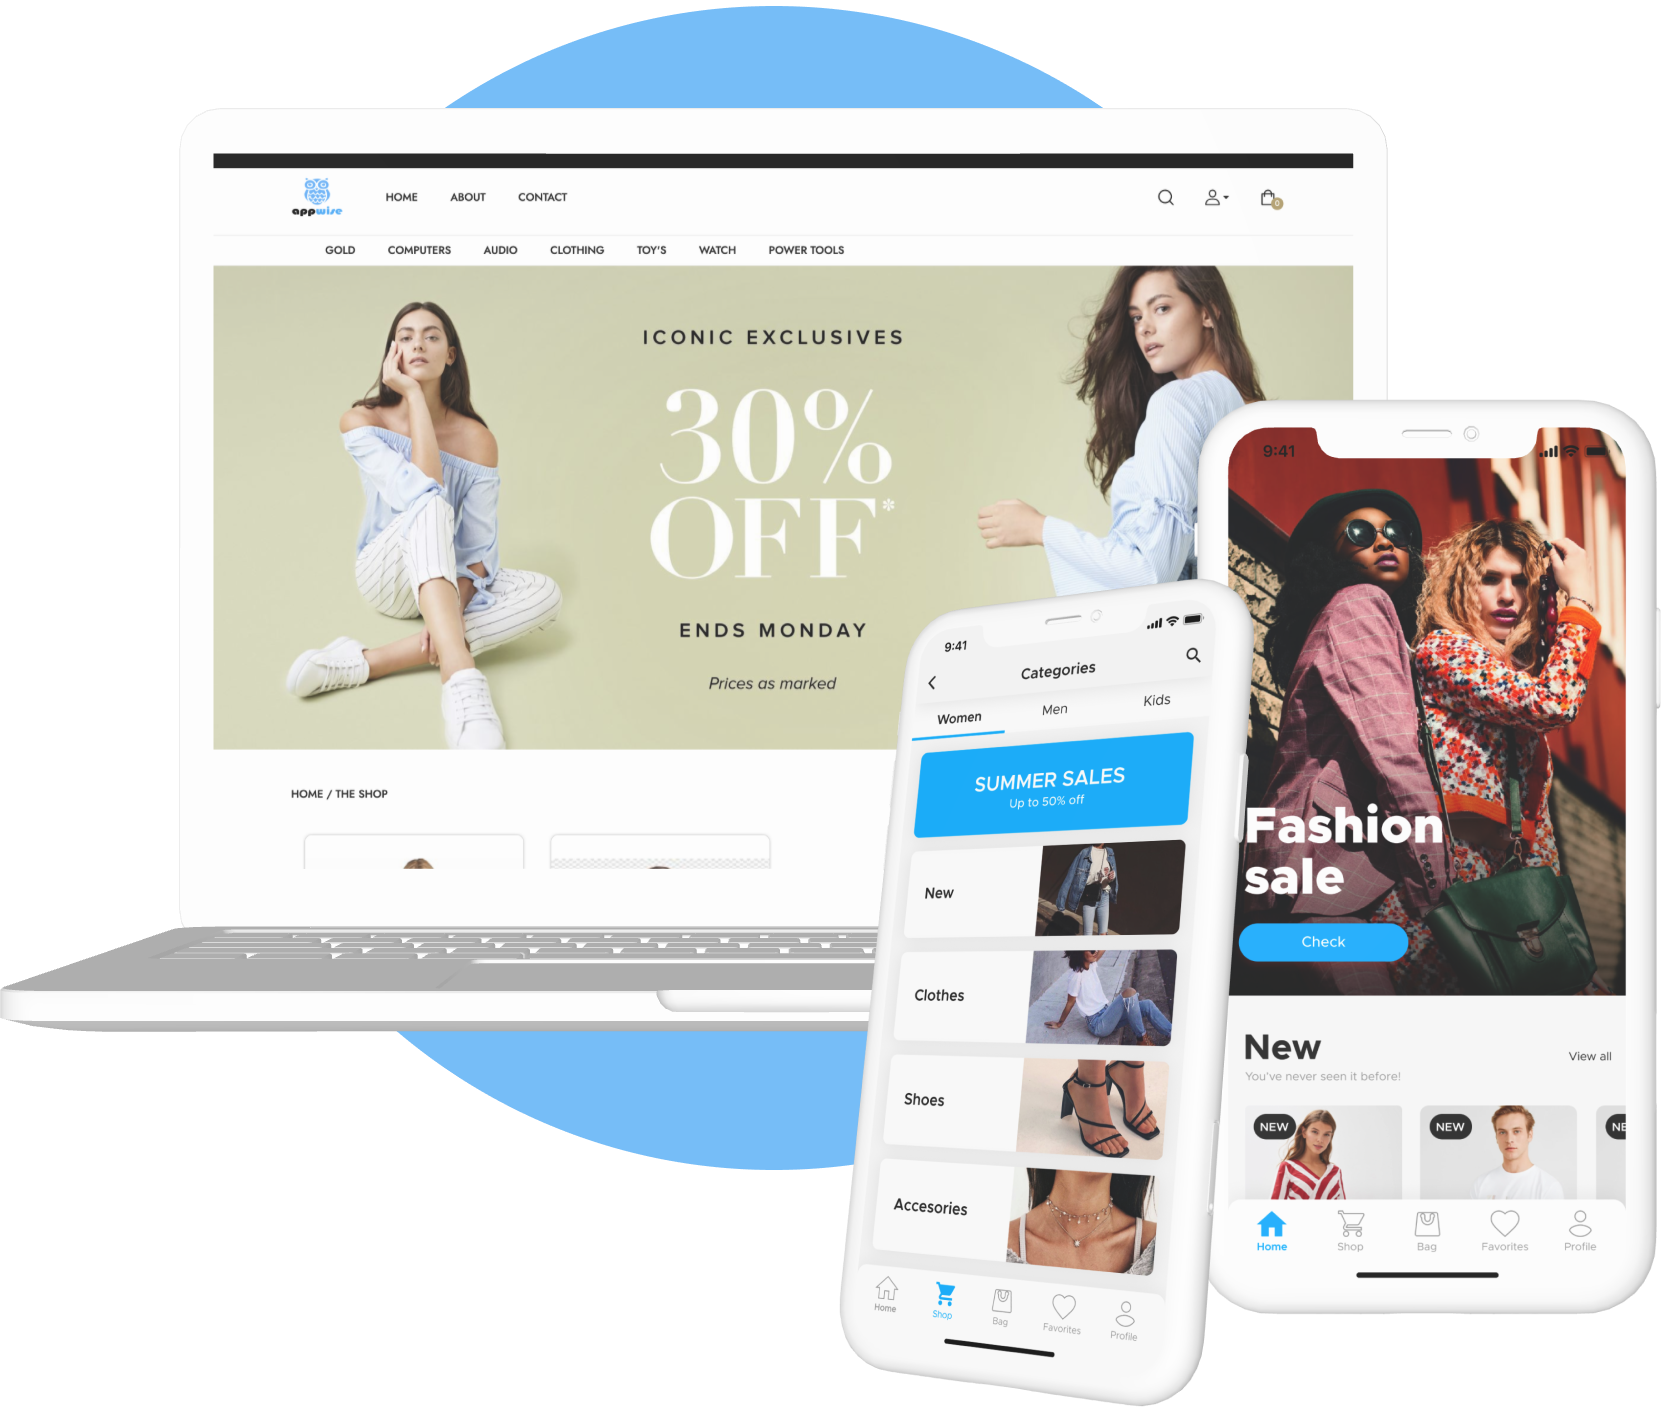 appwise
HOME ABOUT CONTACT
0
GOLD COMPUTERS AUDIO CLOTHING TOY'S WATCH POWER TOOLS
ICONIC EXCLUSIVES
30%
OFF*
ENDS MONDAY
Prices as marked
HOME / THE SHOP
9:41
Categories
Women Men Kids
SUMMER SALES
Up to 50% off
New
Clothes
Shoes
Accesories
Home Shop Bag Favorites Profile
9:41
Fashion
sale
Check
New
View all
You've never seen it before!
NEW NEW NE
Home Shop Bag Favorites Profile